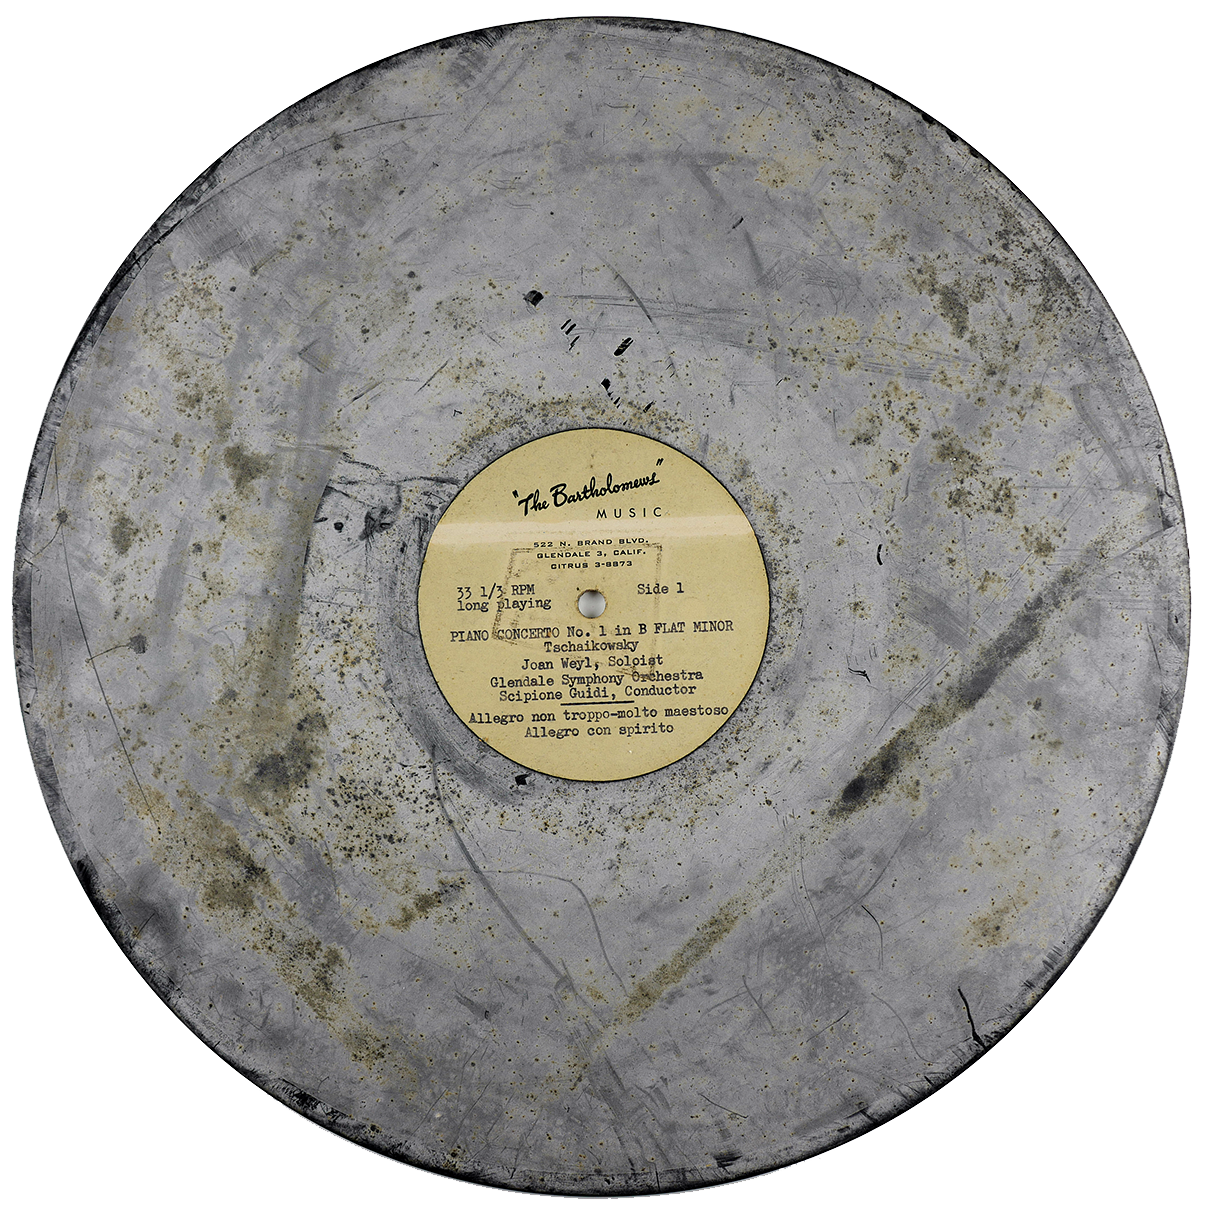 "The Bartholomews"
MUSIC
522 N. BRAND BLVD.
GLENDALE 3, CALIF.
CITRUS 3-8873
33 1/3 RPM Side 1
long playing
PIANO CONCERTO No. 1 in B FLAT MINOR
Tschaikowsky
Joan Weyl, Soloist
Glendale Symphony Orchestra
Scipione Guidi, Conductor
Allegro non troppo-molto maestoso
Allegro con spirito